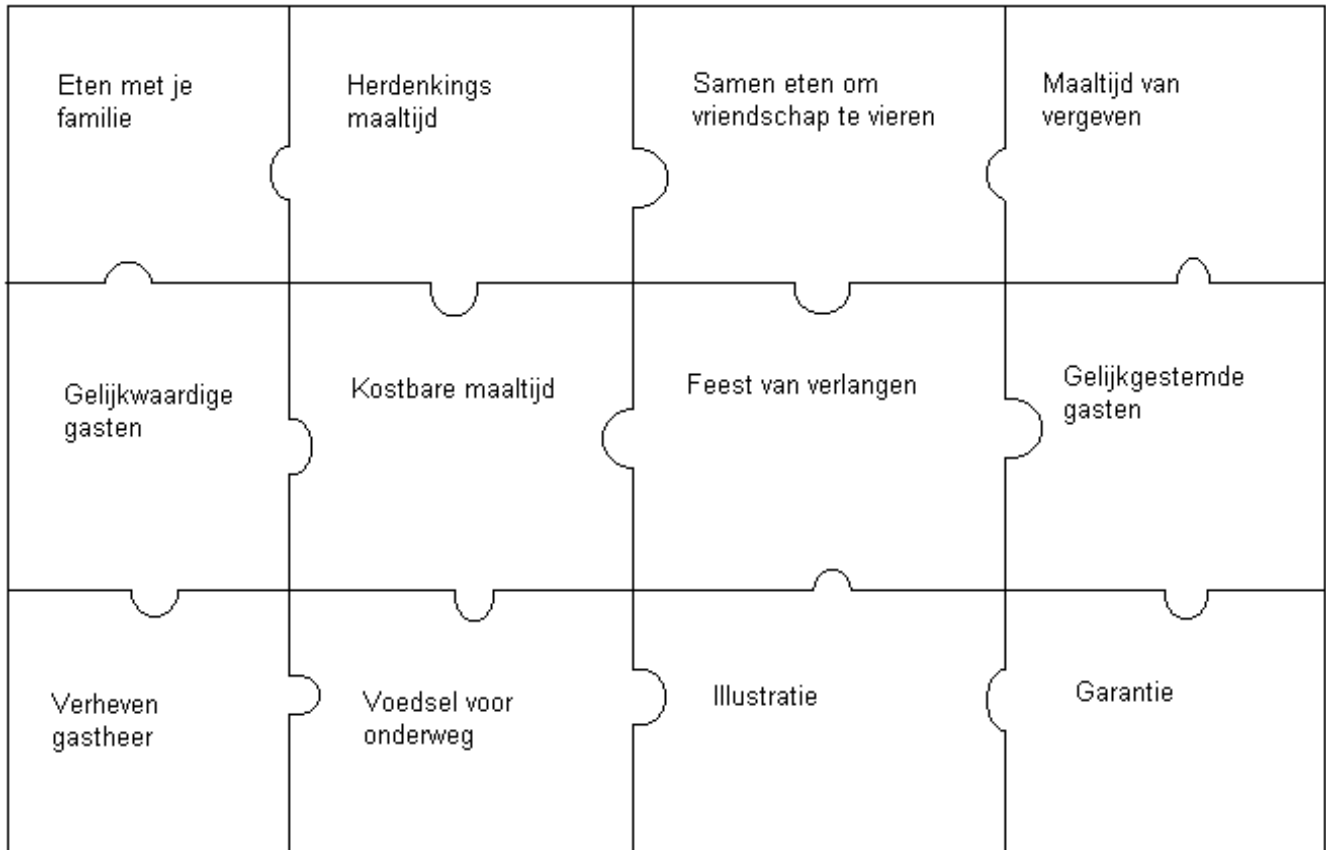 Eten met je
familie
Herdenkings
maaltijd
Samen eten om
vriendschap te vieren
Maaltijd van
vergeven
Gelijkwaardige
gasten
Kostbare maaltijd
Feest van verlangen
Gelijkgestemde
gasten
Verheven
gastheer
Voedsel voor
onderweg
Illustratie
Garantie